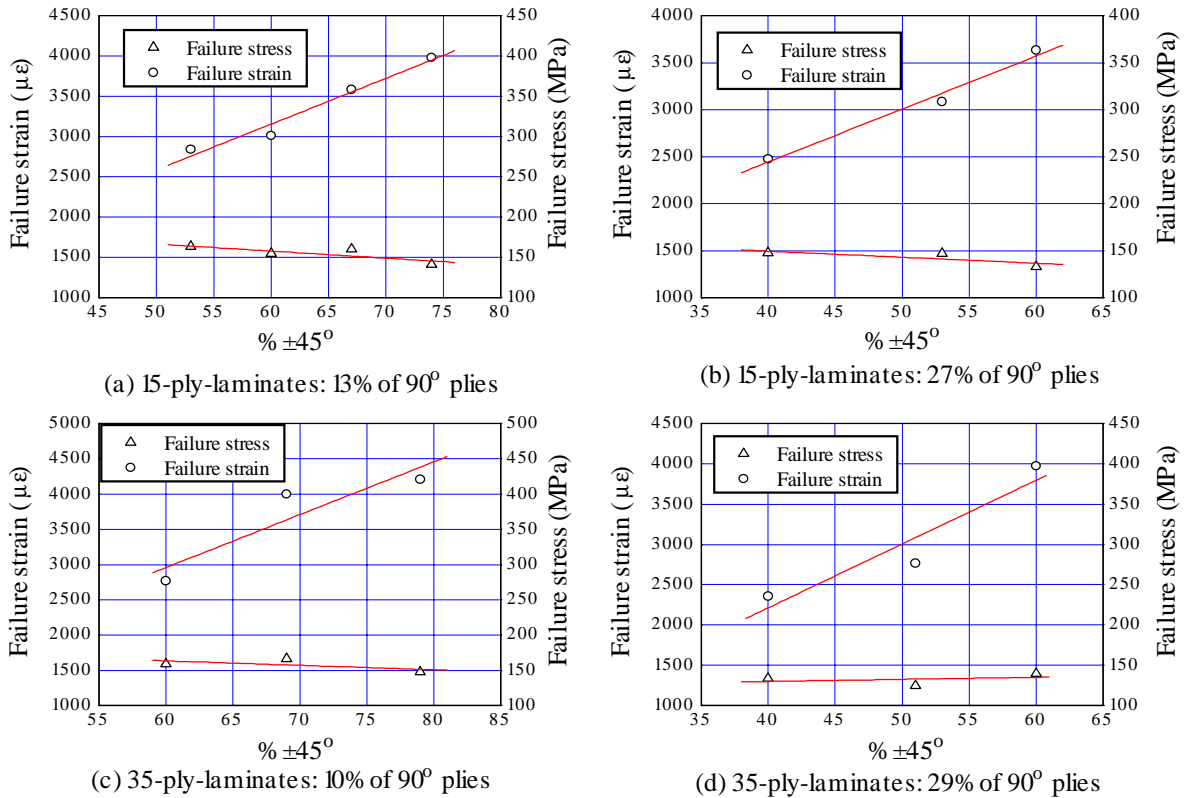 4500
4000
3500
3000
2500
2000
1500
1000
Failure strain (με)
Failure stress
Failure strain
450
400
350
300
250
200
150
100
Failure stress (MPa)
45 50 55 60 65 70 75 80
% ±45°
(a) 15-ply-laminates: 13% of 90° plies
4000
3500
3000
2500
2000
1500
1000
Failure strain (με)
Failure stress
Failure strain
400
350
300
250
200
150
100
Failure stress (MPa)
35 40 45 50 55 60 65
% ±45°
(b) 15-ply-laminates: 27% of 90° plies
5000
4500
4000
3500
3000
2500
2000
1500
1000
Failure strain (με)
Failure stress
Failure strain
500
450
400
350
300
250
200
150
100
Failure stress (MPa)
55 60 65 70 75 80 85
% ±45°
(c) 35-ply-laminates: 10% of 90° plies
4500
4000
3500
3000
2500
2000
1500
1000
Failure strain (με)
Failure stress
Failure strain
450
400
350
300
250
200
150
100
Failure stress (MPa)
35 40 45 50 55 60 65
% ±45°
(d) 35-ply-laminates: 29% of 90° plies